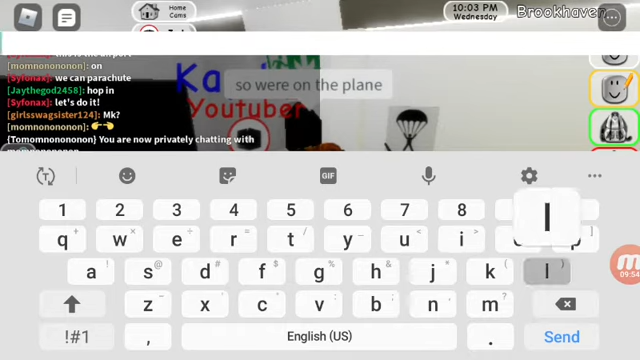 Home
Cams
10:03 PM
Wednesday
Brookhaven
[momnononon]: on
[Syfonax]: we can parachute
[Jaythegod2458]: hop in
[Syfonax]: let's do it!
[girlsswagsister124]: Mk?
[momnononon]: 👉👈
{Tomomnononon} You are now privately chatting with
so were on the plane
Youtuber
GIF
1 2 3 4 5 6 7 8
q w e r t y u i
a s d f g h j k l
l
z x c v b n m
!#1 , English (US) . Send
09:54